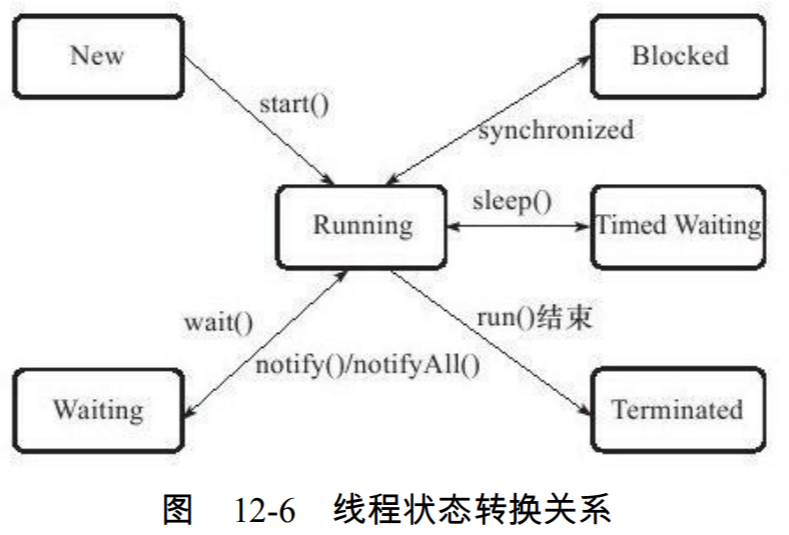 New
Blocked
start()
synchronized
Running
sleep()
Timed Waiting
wait()
run()结束
notify()/notifyAll()
Waiting
Terminated
图 12-6 线程状态转换关系